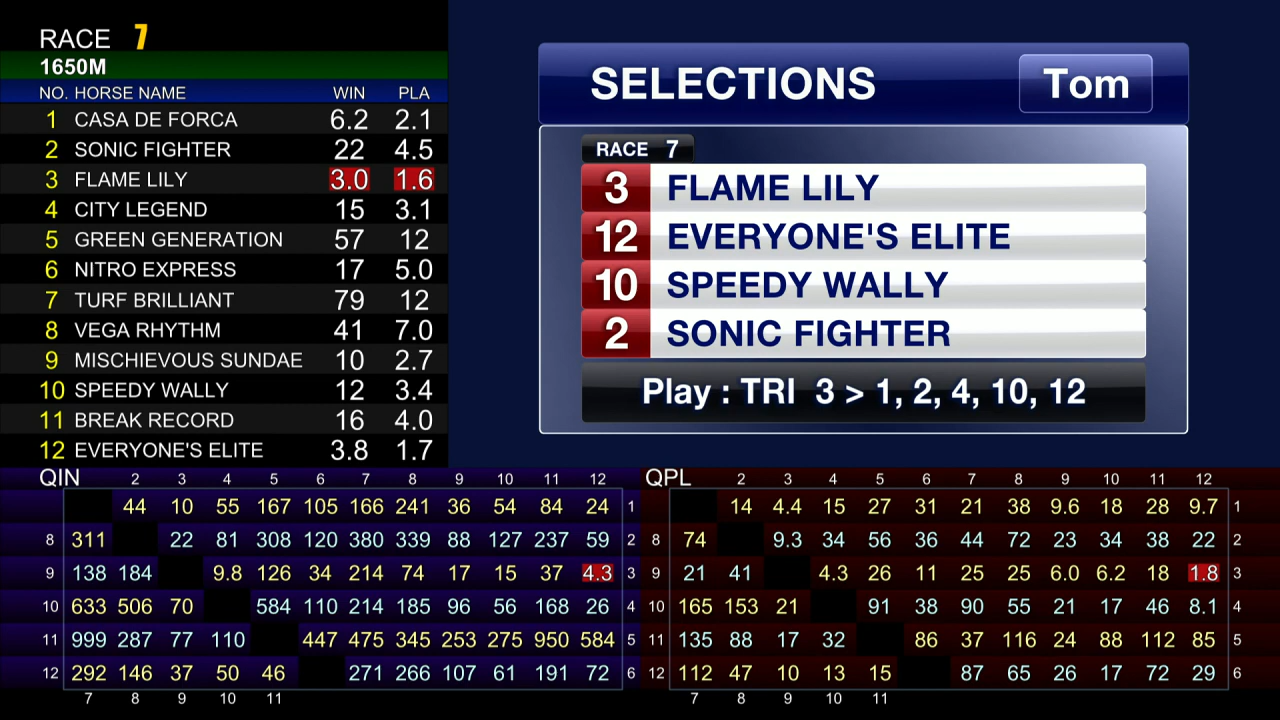 RACE 7
1650M
NO. HORSE NAME WIN PLA
1 CASA DE FORCA 6.2 2.1
2 SONIC FIGHTER 22 4.5
3 FLAME LILY 3.0 1.6
4 CITY LEGEND 15 3.1
5 GREEN GENERATION 57 12
6 NITRO EXPRESS 17 5.0
7 TURF BRILLIANT 79 12
8 VEGA RHYTHM 41 7.0
9 MISCHIEVOUS SUNDAE 10 2.7
10 SPEEDY WALLY 12 3.4
11 BREAK RECORD 16 4.0
12 EVERYONE'S ELITE 3.8 1.7
SELECTIONS Tom
RACE 7
3 FLAME LILY
12 EVERYONE'S ELITE
10 SPEEDY WALLY
2 SONIC FIGHTER
Play : TRI 3 > 1, 2, 4, 10, 12
QIN 2 3 4 5 6 7 8 9 10 11 12
44 10 55 167 105 166 241 36 54 84 24 1
8 311 22 81 308 120 380 339 88 127 237 59 2
9 138 184 9.8 126 34 214 74 17 15 37 4.3 3
10 633 506 70 584 110 214 185 96 56 168 26 4
11 999 287 77 110 447 475 345 253 275 950 584 5
12 292 146 37 50 46 271 266 107 61 191 72 6
7 8 9 10 11
QPL 2 3 4 5 6 7 8 9 10 11 12
14 4.4 15 27 31 21 38 9.6 18 28 9.7 1
8 74 9.3 34 56 36 44 72 23 34 38 22 2
9 21 41 4.3 26 11 25 25 6.0 6.2 18 1.8 3
10 165 153 21 91 38 90 55 21 17 46 8.1 4
11 135 88 17 32 86 37 116 24 88 112 85 5
12 112 47 10 13 15 87 65 26 17 72 29 6
7 8 9 10 11